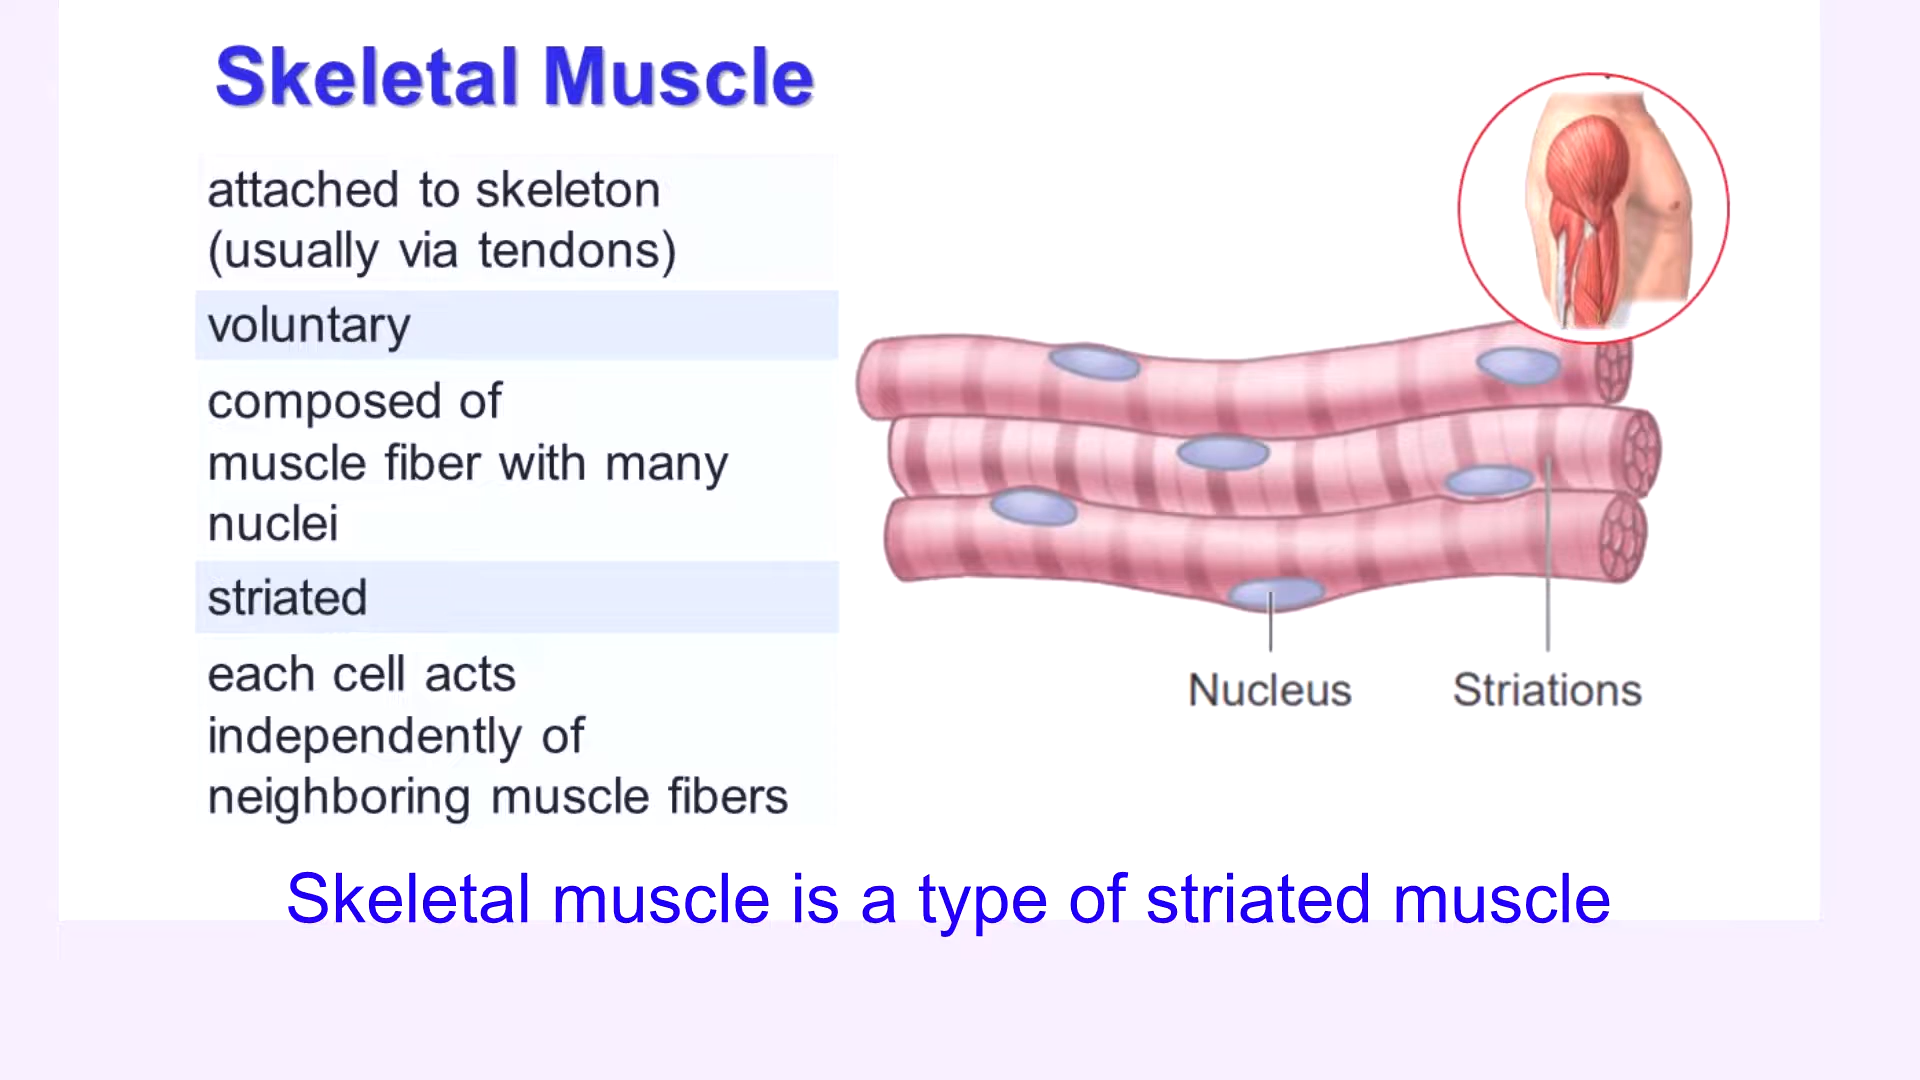 Skeletal Muscle
attached to skeleton
(usually via tendons)
voluntary
composed of
muscle fiber with many
nuclei
striated
each cell acts
independently of
neighboring muscle fibers
Nucleus
Striations
Skeletal muscle is a type of striated muscle